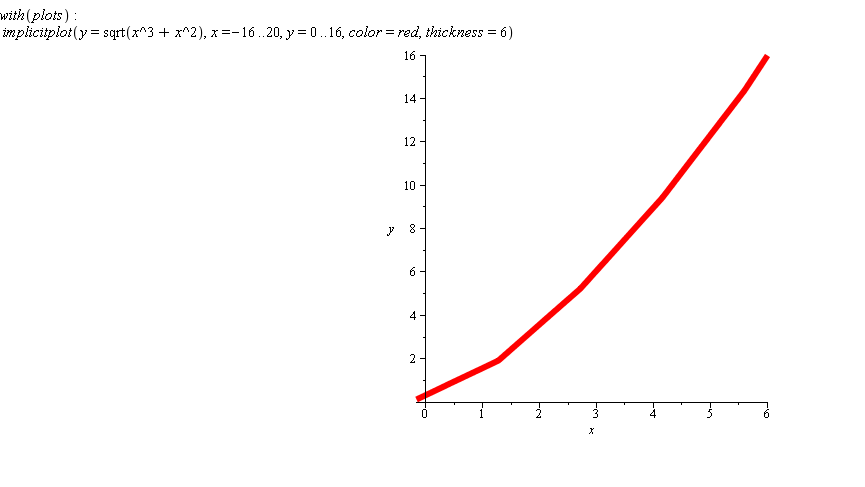 with(plots):
implicitplot(y = sqrt(x^3 + x^2), x =−16 ..20, y = 0 ..16, color = red, thickness = 6)
16
14
12
10
y 8
6
4
2
0 1 2 3 4 5 6
x